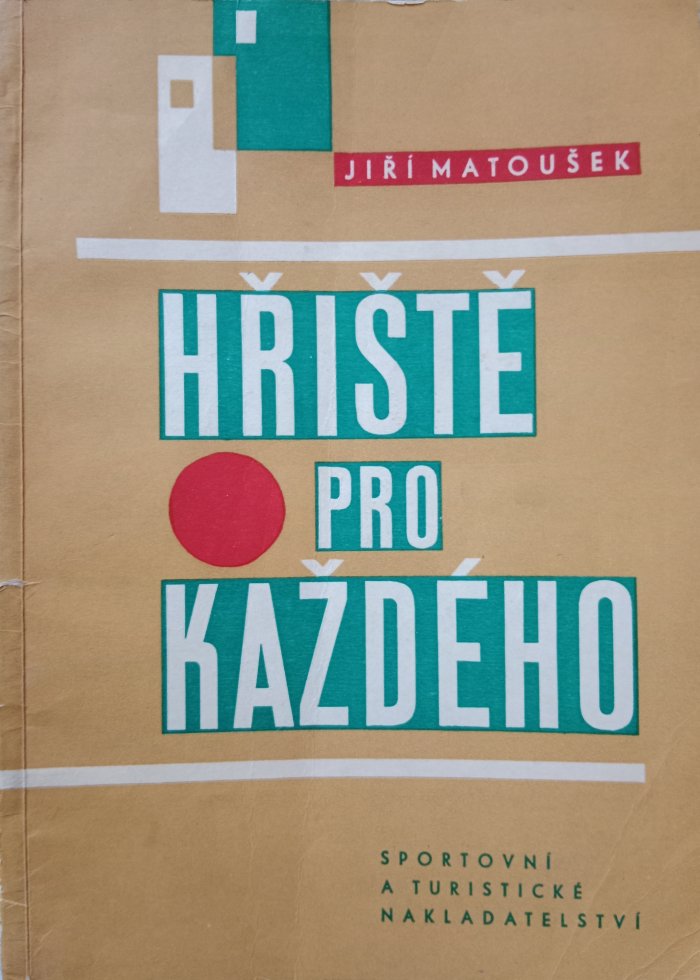 JIŘÍ MATOUŠEK
HŘIŠTĚ
PRO
KAŽDÉHO
SPORTOVNÍ
A TURISTICKÉ
NAKLADATELSTVÍ